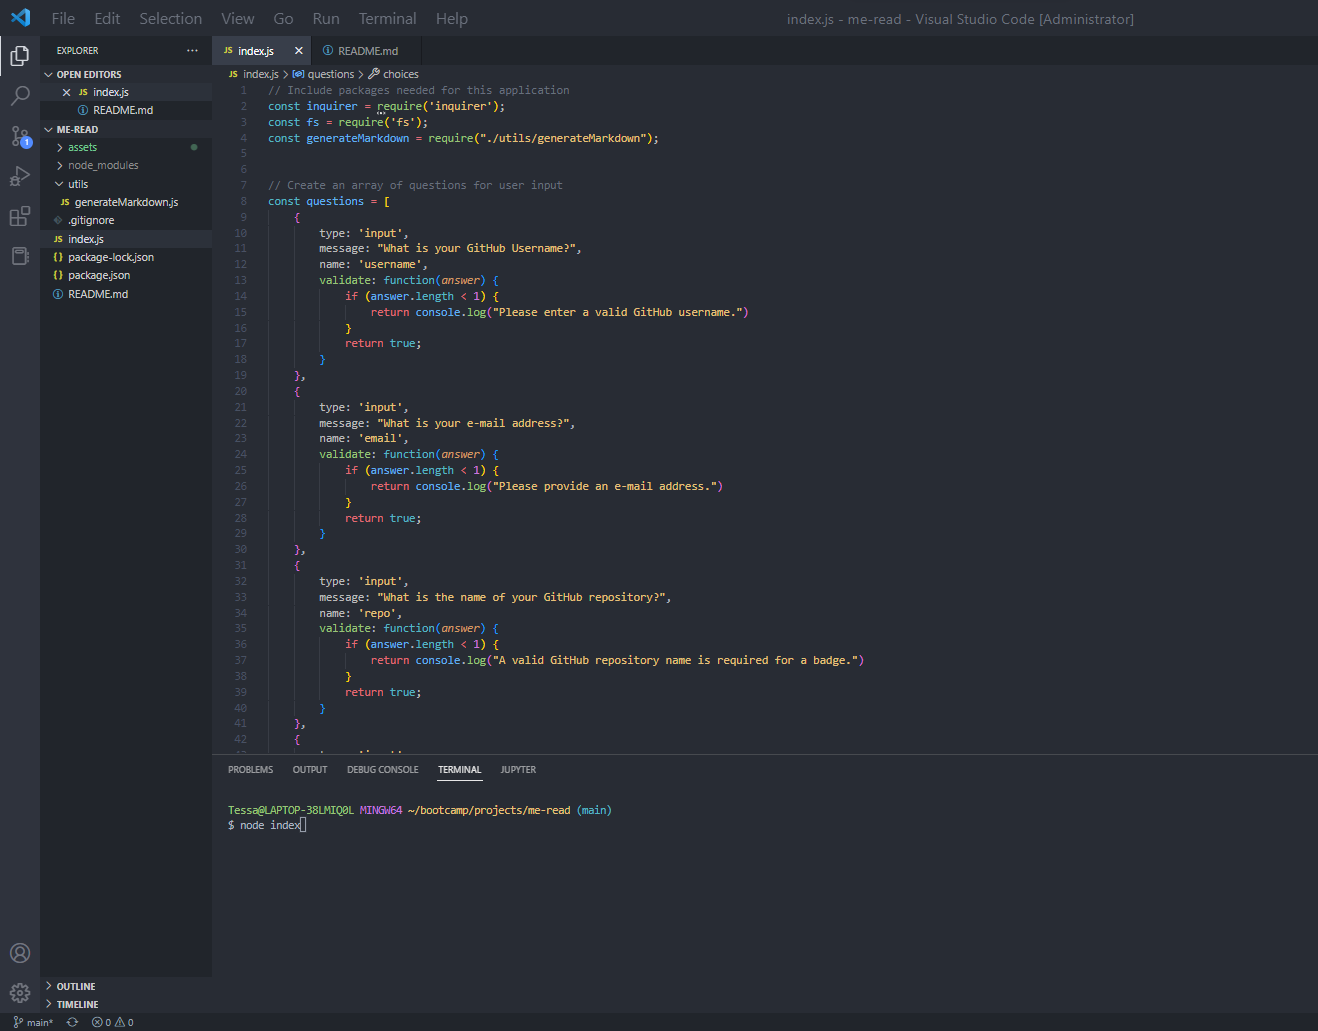 File Edit Selection View Go Run Terminal Help
index.js - me-read - Visual Studio Code [Administrator]
EXPLORER ···
OPEN EDITORS
JS index.js
README.md
ME-READ
assets
node_modules
utils
JS generateMarkdown.js
.gitignore
JS index.js
{} package-lock.json
{} package.json
README.md
OUTLINE
TIMELINE
1
JS index.js × README.md
JS index.js > questions > choices
1 // Include packages needed for this application
2 const inquirer = require('inquirer');
3 const fs = require('fs');
4 const generateMarkdown = require("./utils/generateMarkdown");
5
6
7 // Create an array of questions for user input
8 const questions = [
9 {
10 type: 'input',
11 message: "What is your GitHub Username?",
12 name: 'username',
13 validate: function(answer) {
14 if (answer.length < 1) {
15 return console.log("Please enter a valid GitHub username.")
16 }
17 return true;
18 }
19 },
20 {
21 type: 'input',
22 message: "What is your e-mail address?",
23 name: 'email',
24 validate: function(answer) {
25 if (answer.length < 1) {
26 return console.log("Please provide an e-mail address.")
27 }
28 return true;
29 }
30 },
31 {
32 type: 'input',
33 message: "What is the name of your GitHub repository?",
34 name: 'repo',
35 validate: function(answer) {
36 if (answer.length < 1) {
37 return console.log("A valid GitHub repository name is required for a badge.")
38 }
39 return true;
40 }
41 },
42 {
PROBLEMS OUTPUT DEBUG CONSOLE TERMINAL JUPYTER
Tessa@LAPTOP-38LMIQ0L MINGW64 ~/bootcamp/projects/me-read (main)
$ node index
main* 0 0